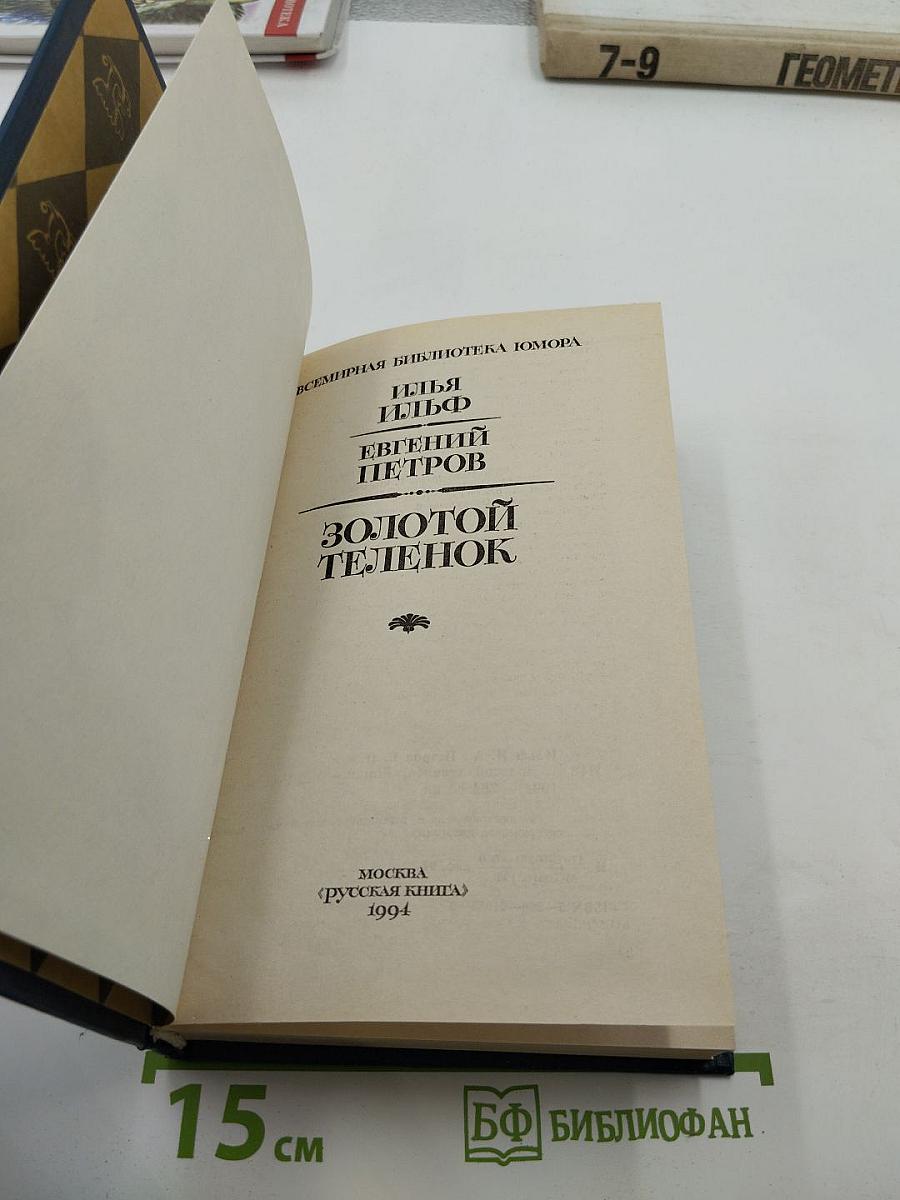 ИОТЕКА
7-9 ГЕОМЕТ
ВСЕМИРНАЯ БИБЛИОТЕКА ЮМОРА
ИЛЬЯ
ИЛЬФ
ЕВГЕНИЙ
ПЕТРОВ
ЗОЛОТОЙ
ТЕЛЕНОК
МОСКВА
«РУССКАЯ КНИГА»
1994
15 см
БФ БИБЛИОФАН